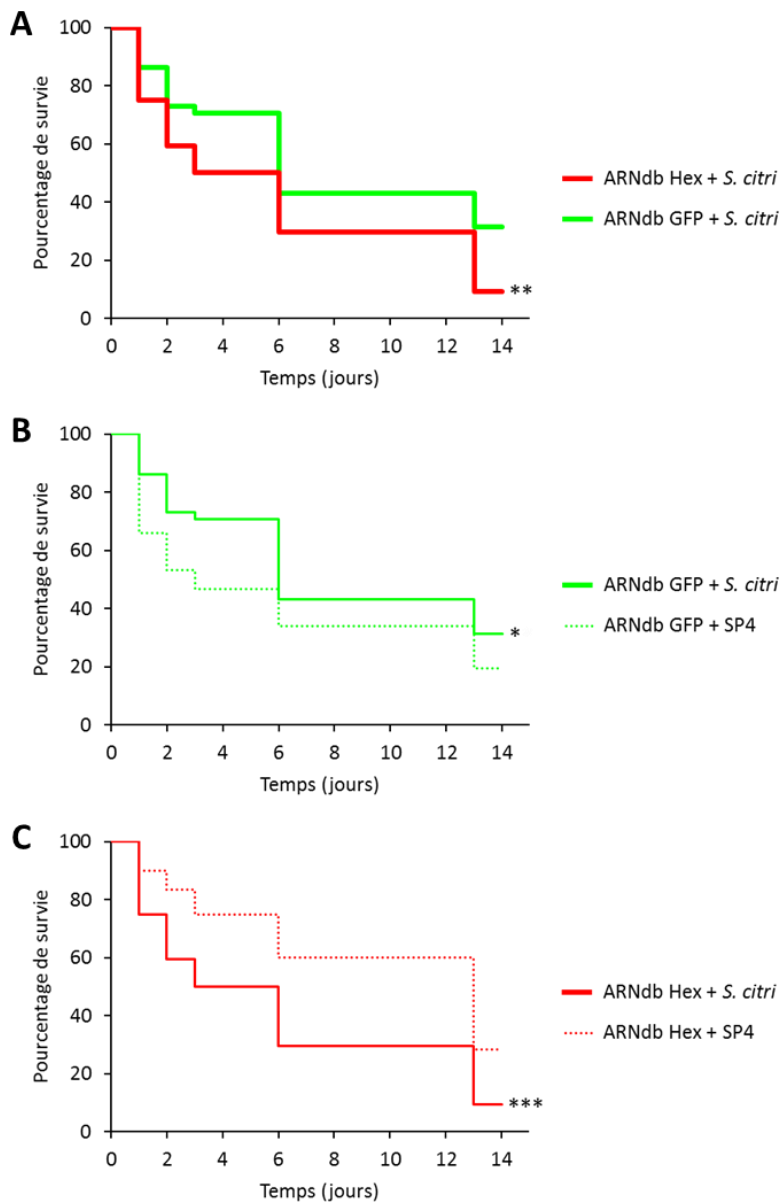 A
Pourcentage de survie
100
80
60
40
20
0
0 2 4 6 8 10 12 14
Temps (jours)
**
ARNdb Hex + S. citri
ARNdb GFP + S. citri
B
Pourcentage de survie
100
80
60
40
20
0
0 2 4 6 8 10 12 14
Temps (jours)
*
ARNdb GFP + S. citri
ARNdb GFP + SP4
C
Pourcentage de survie
100
80
60
40
20
0
0 2 4 6 8 10 12 14
Temps (jours)
***
ARNdb Hex + S. citri
ARNdb Hex + SP4